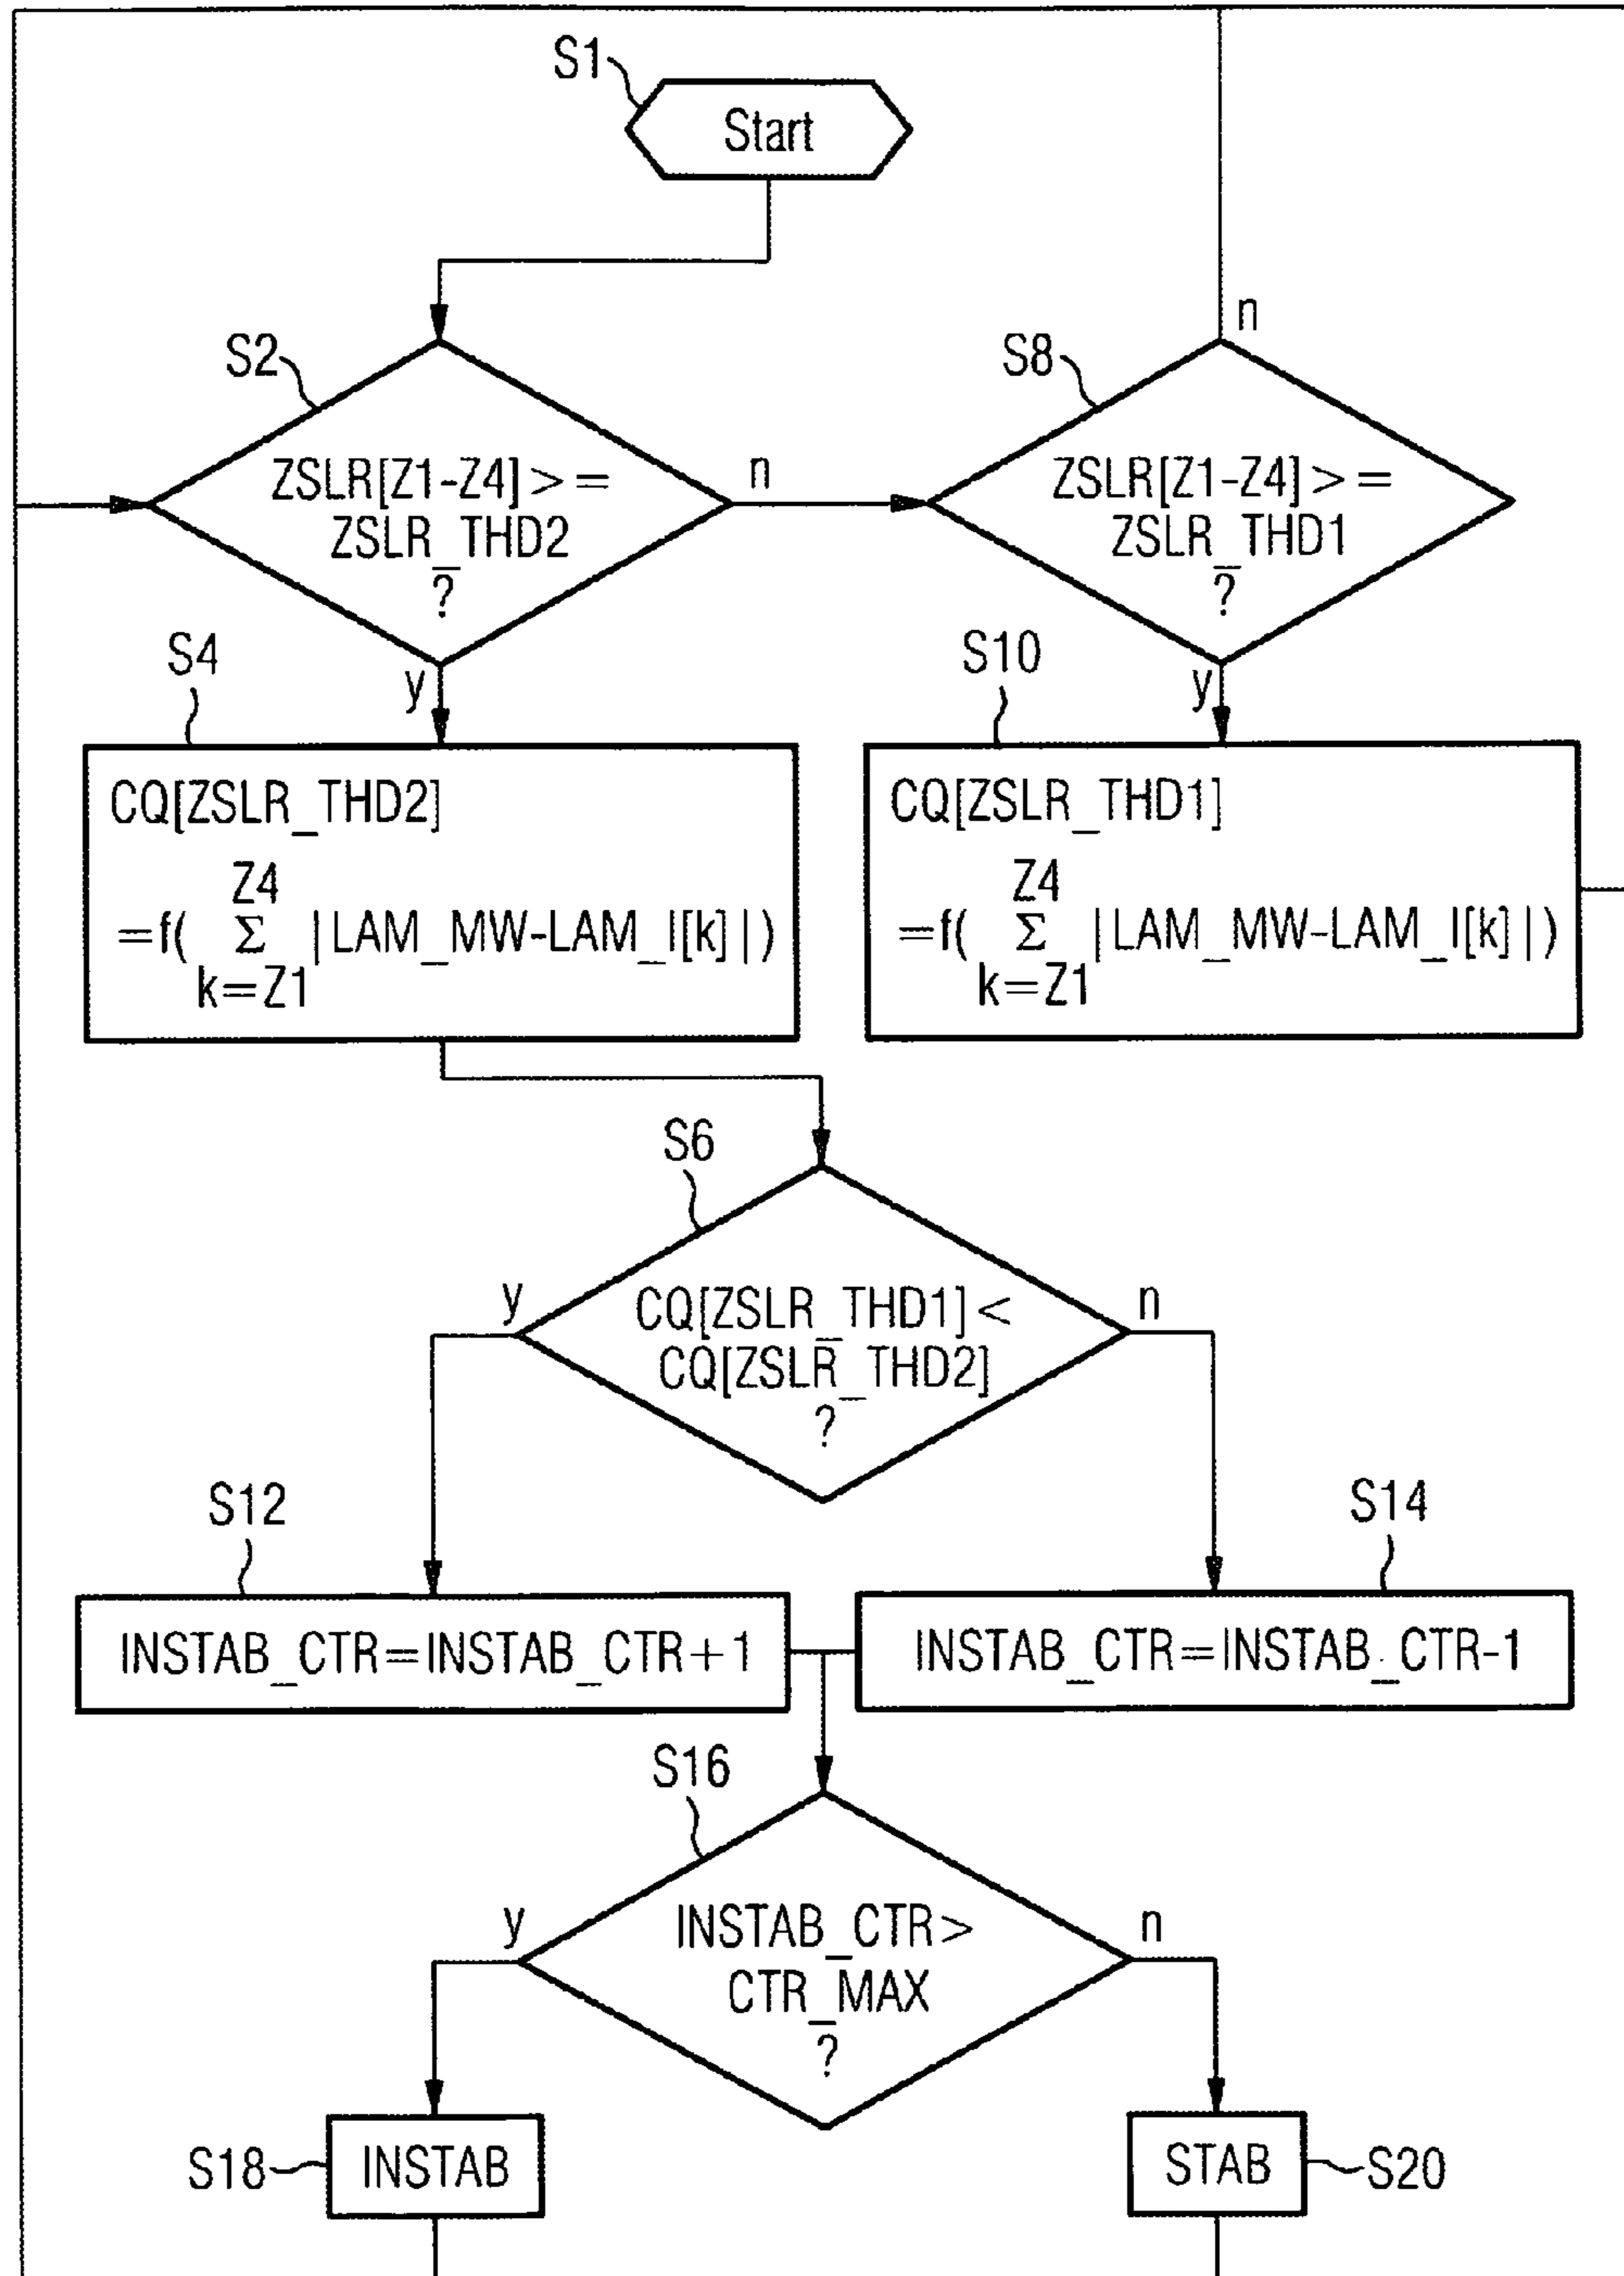 S1
Start
n
S2
S8
ZSLR[Z1-Z4]>=
ZSLR_THD2
?
n
ZSLR[Z1-Z4]>=
ZSLR_THD1
?
S4
y
S10
y
CQ[ZSLR_THD2]
Z4
=f( Σ |LAM_MW-LAM_I[k]|)
k=Z1
CQ[ZSLR_THD1]
Z4
=f( Σ |LAM_MW-LAM_I[k]|)
k=Z1
S6
y
CQ[ZSLR_THD1]<
CQ[ZSLR_THD2]
?
n
S12
S14
INSTAB_CTR=INSTAB_CTR+1
INSTAB_CTR=INSTAB_CTR-1
S16
y
INSTAB_CTR>
CTR_MAX
?
n
S18
INSTAB
STAB
S20